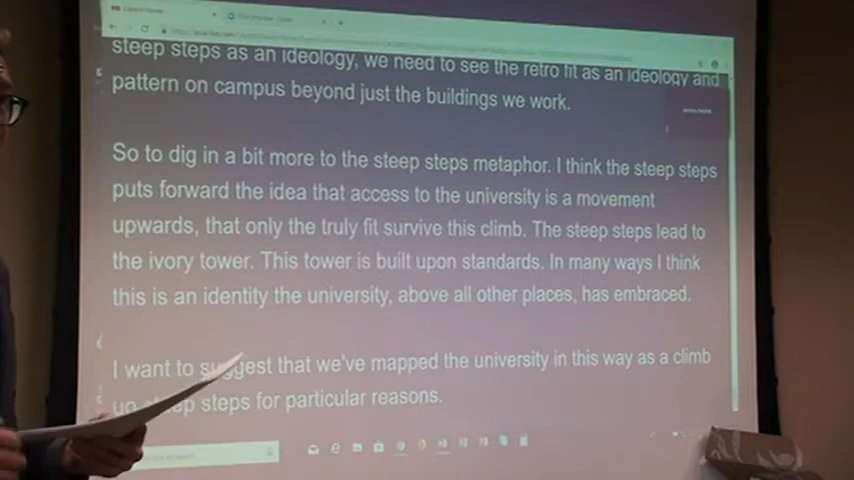 steep steps as an ideology, we need to see the retro fit as an ideology and
pattern on campus beyond just the buildings we work.
So to dig in a bit more to the steep steps metaphor. I think the steep steps
puts forward the idea that access to the university is a movement
upwards, that only the truly fit survive this climb. The steep steps lead to
the ivory tower. This tower is built upon standards. In many ways I think
this is an identity the university, above all other places, has embraced.
I want to suggest that we've mapped the university in this way as a climb
up steep steps for particular reasons.